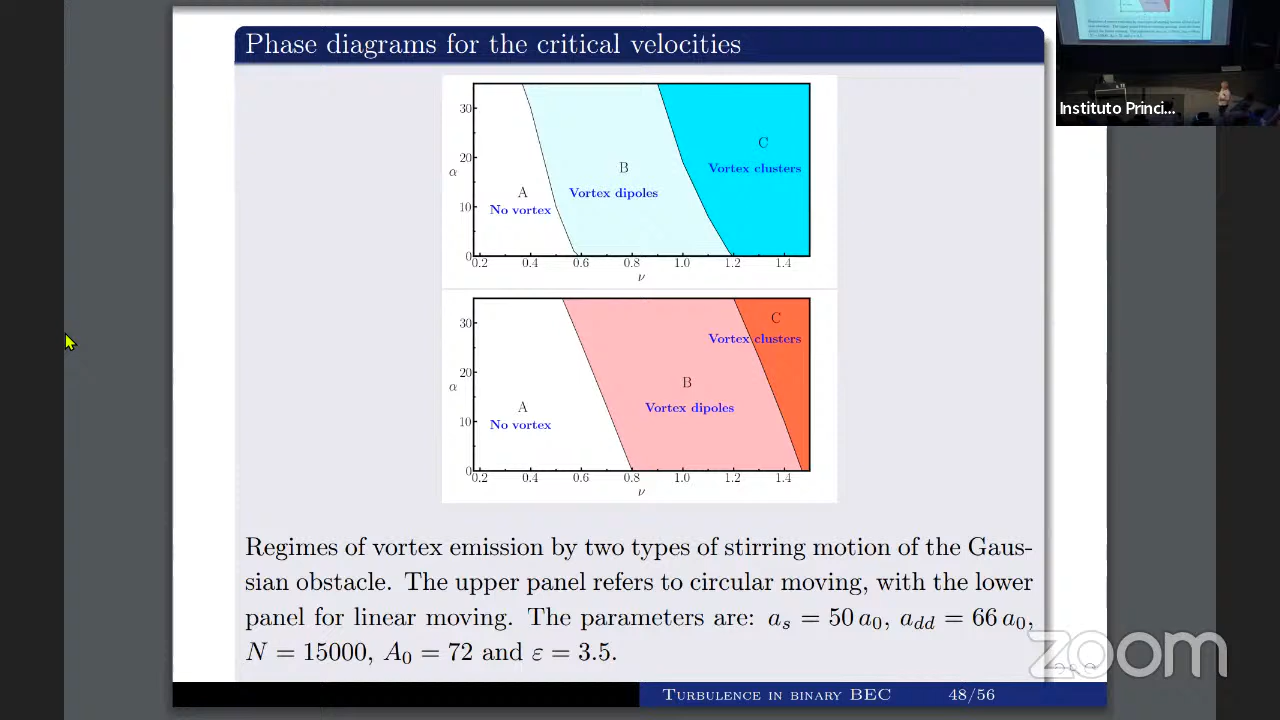 Phase diagrams for the critical velocities
30
20
α
10
0
A
No vortex
B
Vortex dipoles
C
Vortex clusters
0.2 0.4 0.6 0.8 1.0 1.2 1.4
ν
30
20
α
10
0
C
Vortex clusters
B
Vortex dipoles
A
No vortex
0.2 0.4 0.6 0.8 1.0 1.2 1.4
ν
Regimes of vortex emission by two types of stirring motion of the Gaus-
sian obstacle. The upper panel refers to circular moving, with the lower
panel for linear moving. The parameters are: aₛ = 50 a₀, a_dd = 66 a₀,
N = 15000, A₀ = 72 and ε = 3.5.
Turbulence in binary BEC 48/56
Instituto Princi...
zoom